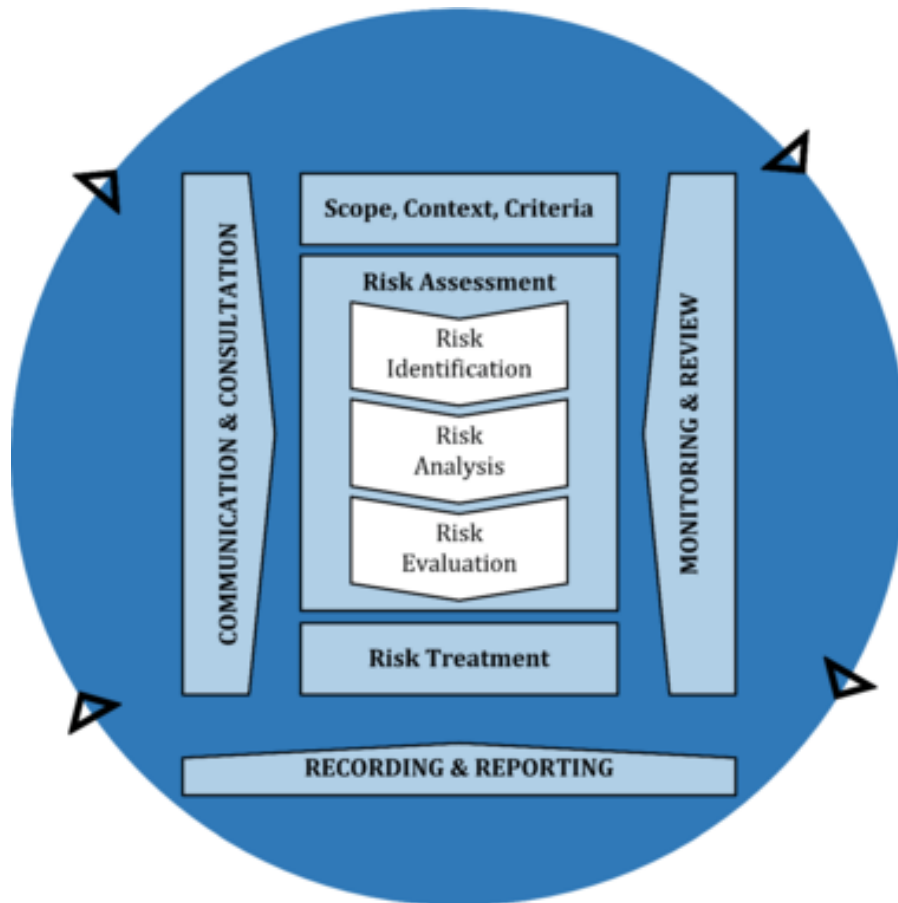 Scope, Context, Criteria
Risk Assessment
Risk
Identification
Risk
Analysis
Risk
Evaluation
Risk Treatment
COMMUNICATION & CONSULTATION
MONITORING & REVIEW
RECORDING & REPORTING